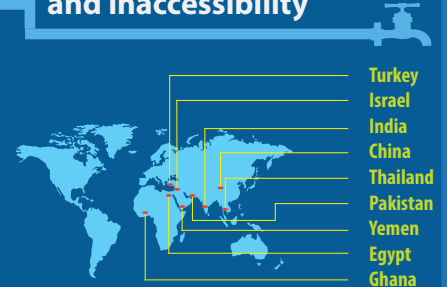 and inaccessibility
Turkey
Israel
India
China
Thailand
Pakistan
Yemen
Egypt
Ghana